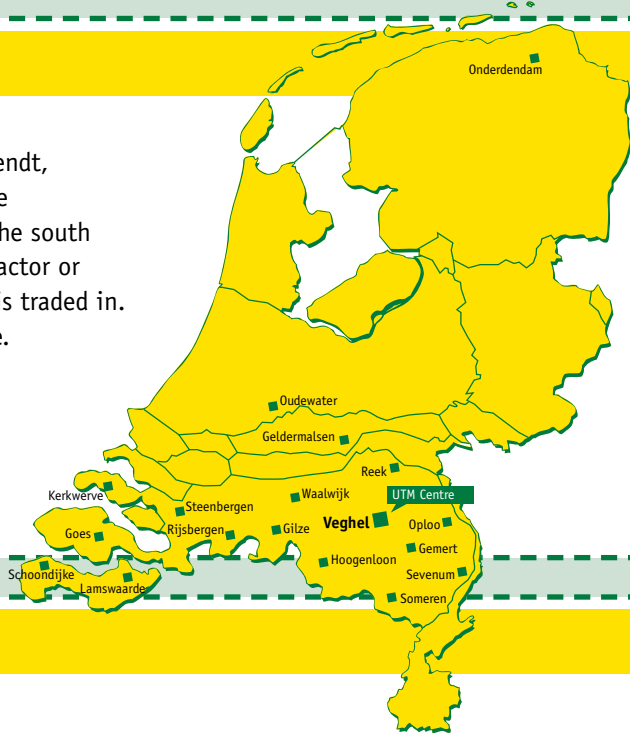 endt,
e
he south
actor or
is traded in.
e.
Onderdendam
Oudewater
Geldermalsen
Reek
UTM Centre
Kerkwerve
Steenbergen
Waalwijk
Veghel
Oploo
Goes
Rijsbergen
Gilze
Gemert
Hoogenloon
Sevenum
Schoondijke
Lamswaarde
Someren